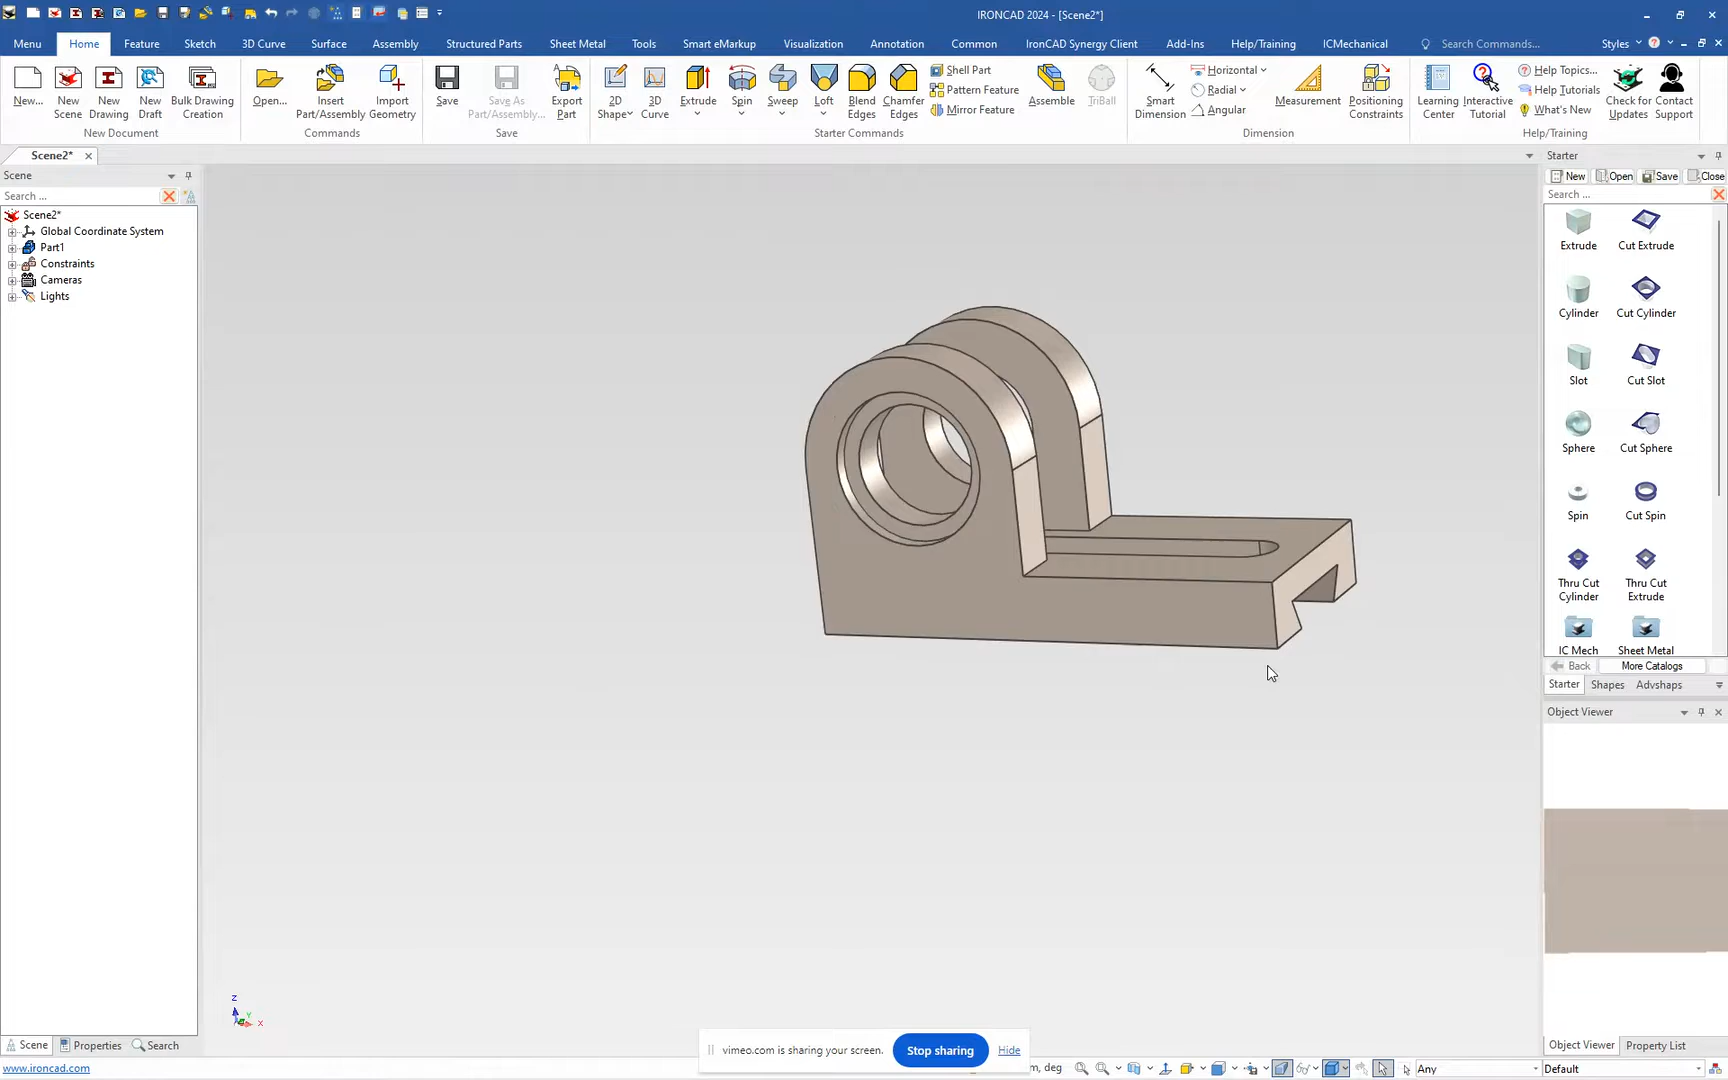 IRONCAD 2024 - [Scene2*]
Menu Home Feature Sketch 3D Curve Surface Assembly Structured Parts Sheet Metal Tools Smart eMarkup Visualization Annotation Common IronCAD Synergy Client Add-Ins Help/Training ICMechanical Search Commands... Styles
New... New Scene New Drawing New Draft Bulk Drawing Creation
New Document
Open... Insert Part/Assembly Import Geometry
Commands
Save Save As Part/Assembly... Export Part
Save
2D Shape 3D Curve Extrude Spin Sweep Loft Blend Edges Chamfer Edges Shell Part Pattern Feature Mirror Feature Assemble TriBall
Starter Commands
Smart Dimension Horizontal Radial Angular Measurement Positioning Constraints
Dimension
Learning Center Interactive Tutorial Help Topics... Help Tutorials What's New Check for Updates Contact Support
Help/Training
Scene2*
Scene
Search ...
Scene2*
Global Coordinate System
Part1
Constraints
Cameras
Lights
Z
Y
X
Scene Properties Search
www.ironcad.com
vimeo.com is sharing your screen. Stop sharing Hide
m, deg
Any
Default
Starter
New Open Save Close
Search ...
Extrude Cut Extrude
Cylinder Cut Cylinder
Slot Cut Slot
Sphere Cut Sphere
Spin Cut Spin
Thru Cut Cylinder Thru Cut Extrude
IC Mech Sheet Metal
Back More Catalogs
Starter Shapes Advshaps
Object Viewer
Object Viewer Property List